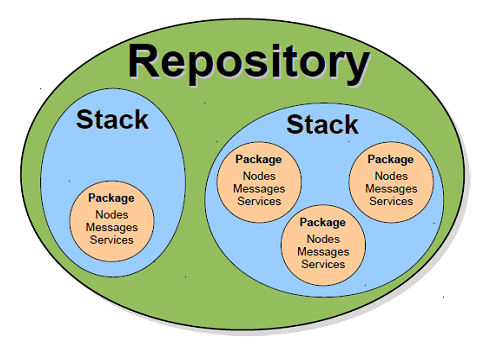 Repository
Stack
Package
Nodes
Messages
Services
Stack
Package
Nodes
Messages
Services
Package
Nodes
Messages
Services
Package
Nodes
Messages
Services